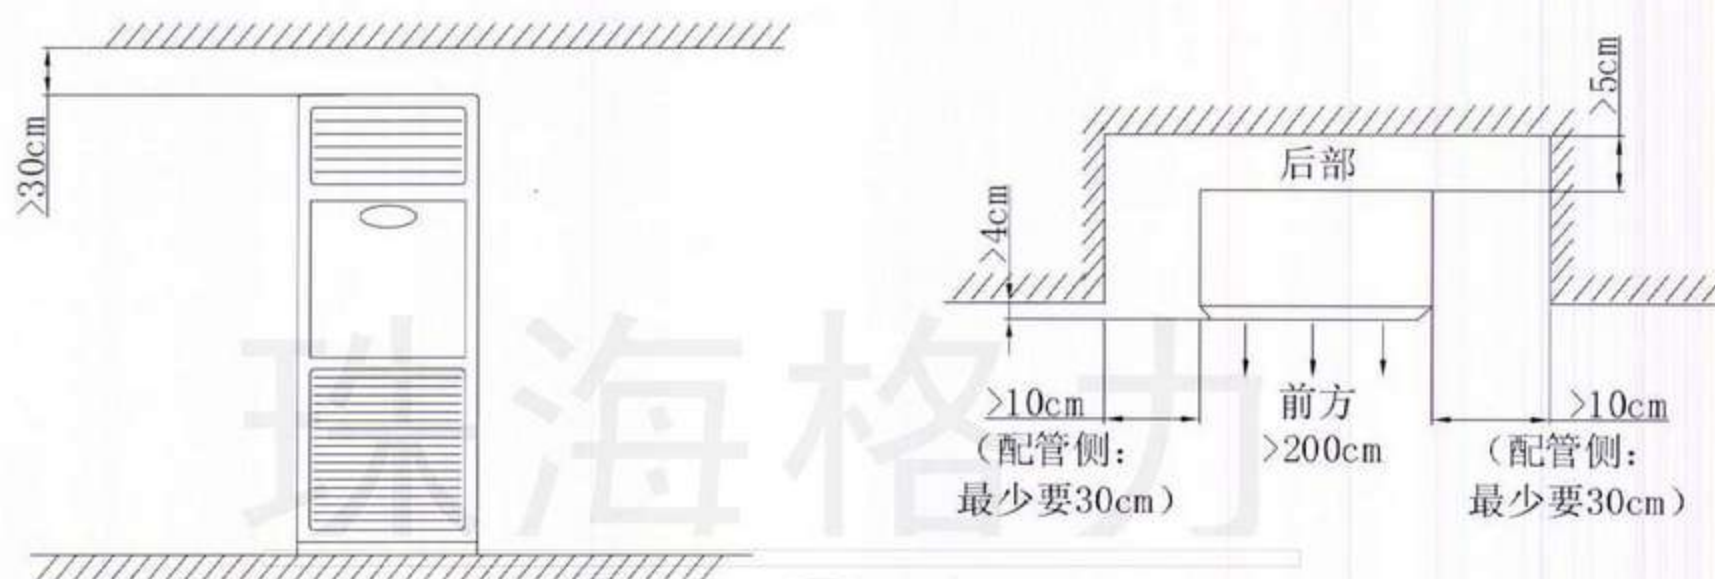 >30cm
>5cm
后部
>4cm
>10cm
（配管侧：
最少要30cm）
前方
>200cm
>10cm
（配管侧：
最少要30cm）
珠海格力